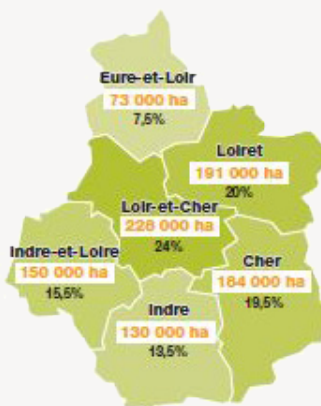 Eure-et-Loir
73 000 ha
7,5%
Loiret
191 000 ha
20%
Loir-et-Cher
228 000 ha
24%
Indre-et-Loire
150 000 ha
15,5%
Cher
184 000 ha
19,5%
Indre
130 000 ha
13,5%